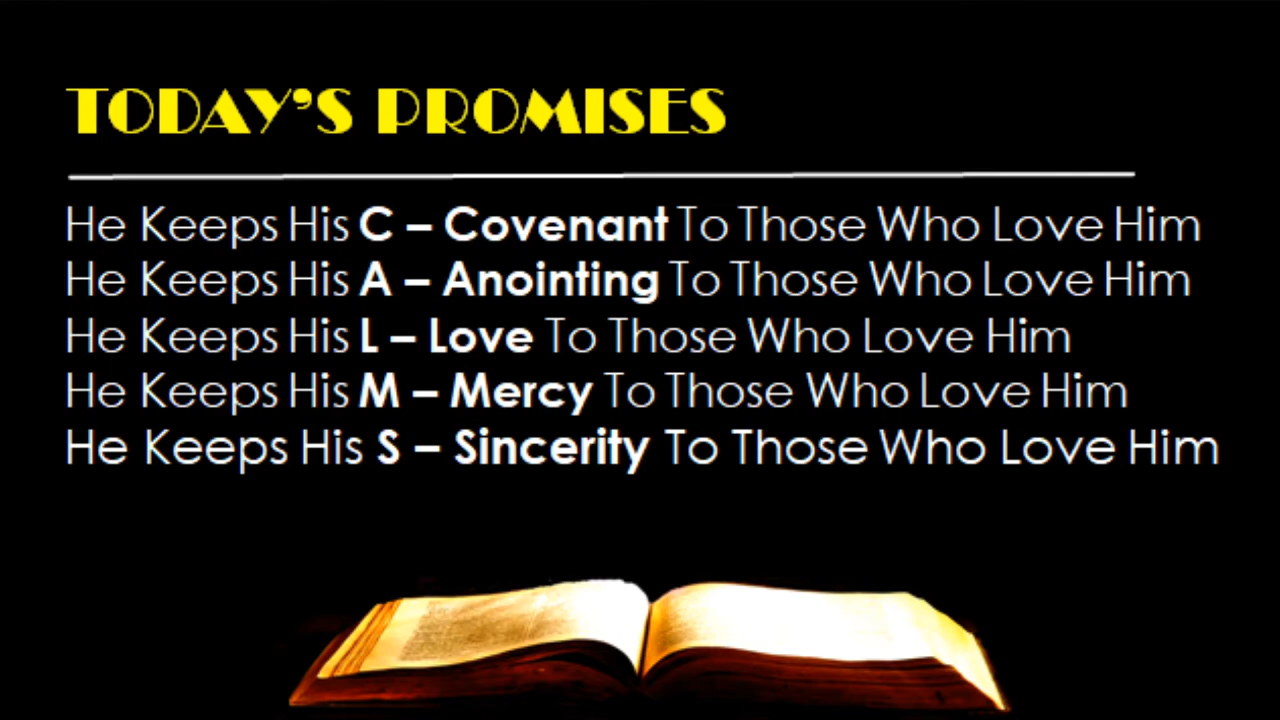 TODAY'S PROMISES
He Keeps His C – Covenant To Those Who Love Him
He Keeps His A – Anointing To Those Who Love Him
He Keeps His L – Love To Those Who Love Him
He Keeps His M – Mercy To Those Who Love Him
He Keeps His S – Sincerity To Those Who Love Him